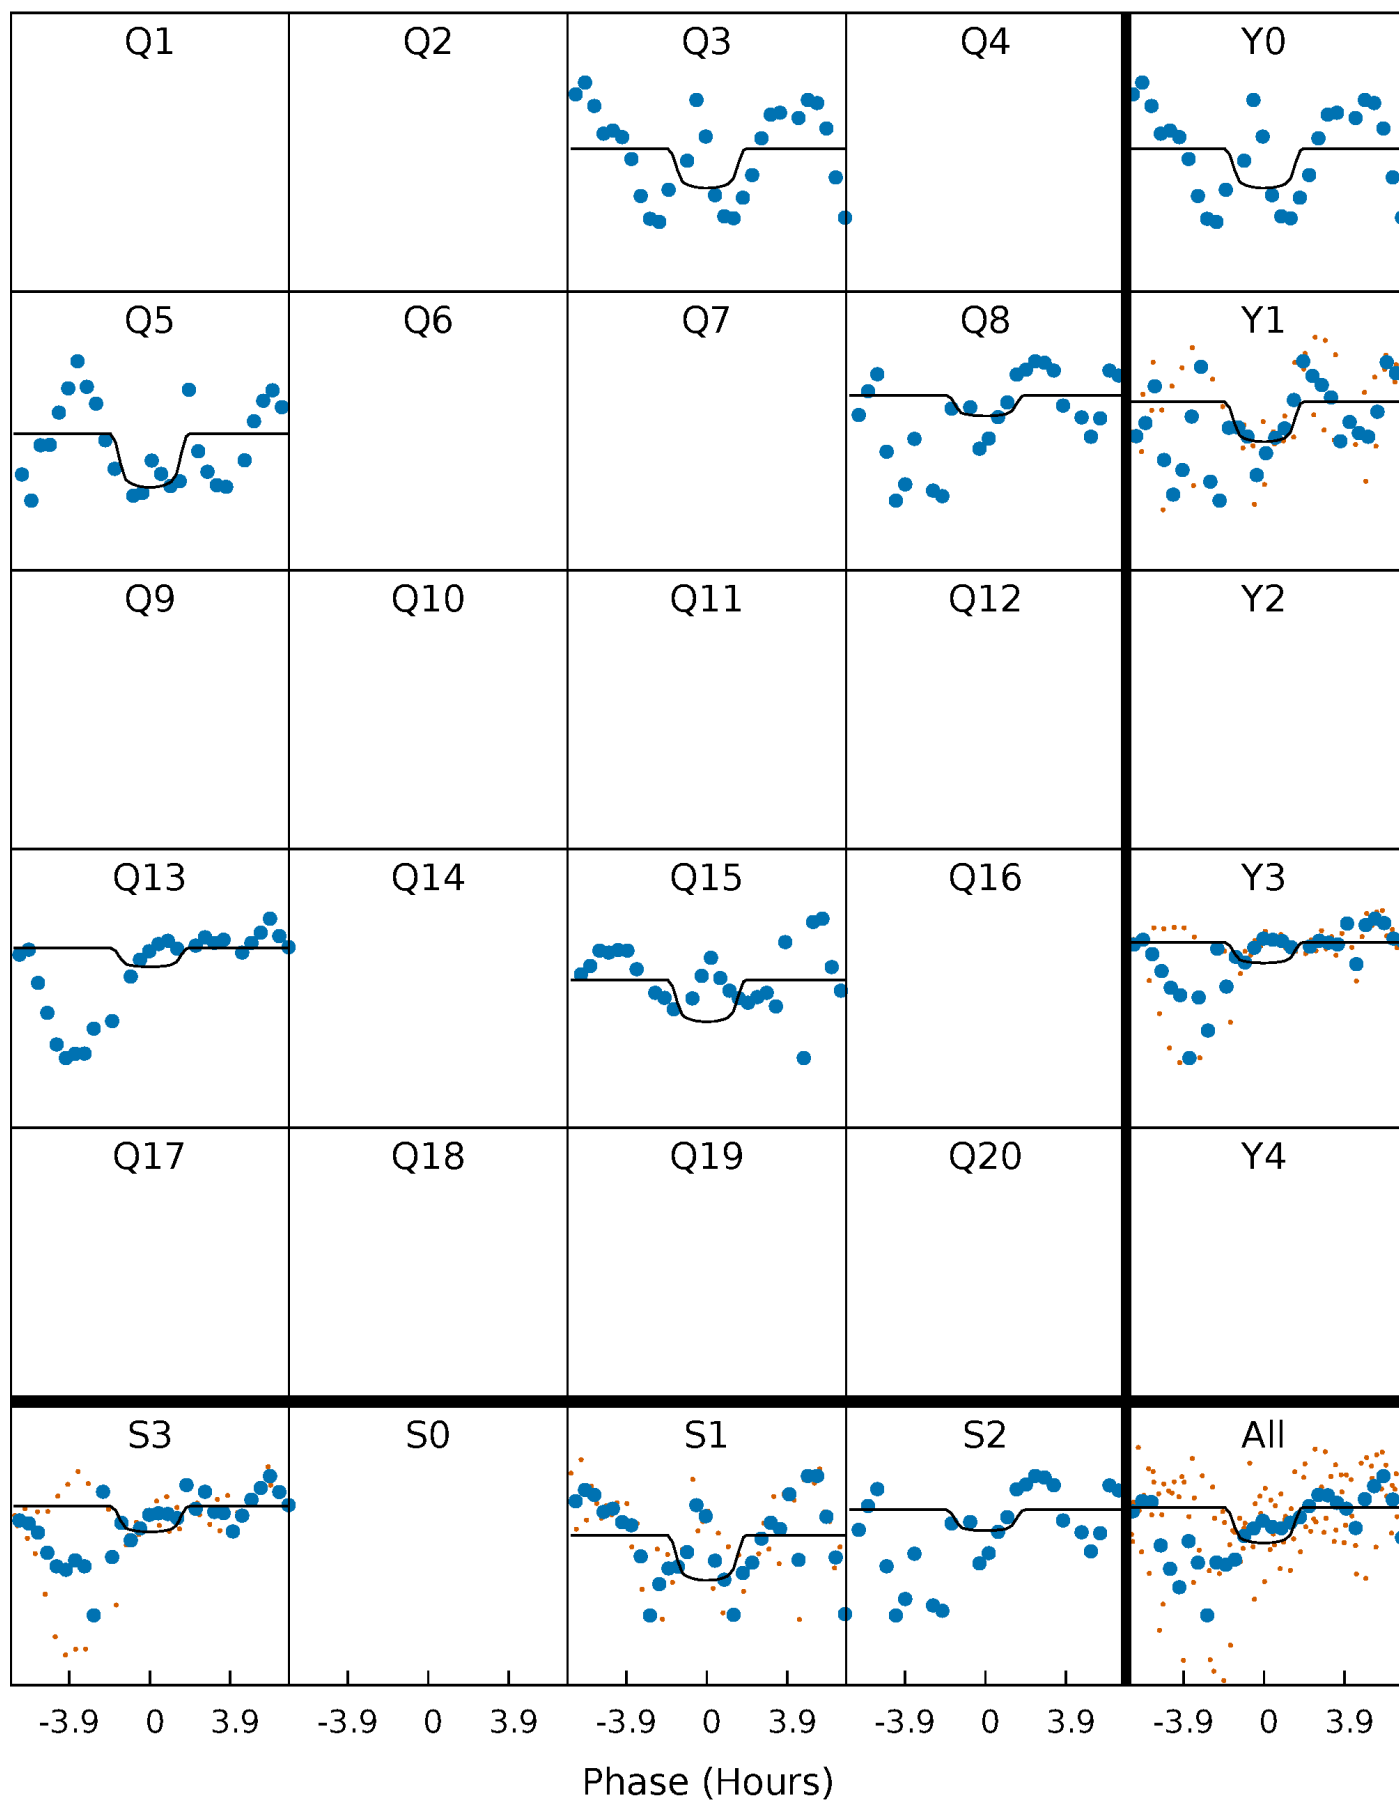 Q1 Q2 Q3 Q4 Y0
Q5 Q6 Q7 Q8 Y1
Q9 Q10 Q11 Q12 Y2
Q13 Q14 Q15 Q16 Y3
Q17 Q18 Q19 Q20 Y4
S3 S0 S1 S2 All
-3.9 0 3.9 -3.9 0 3.9 -3.9 0 3.9 -3.9 0 3.9 -3.9 0 3.9
Phase (Hours)